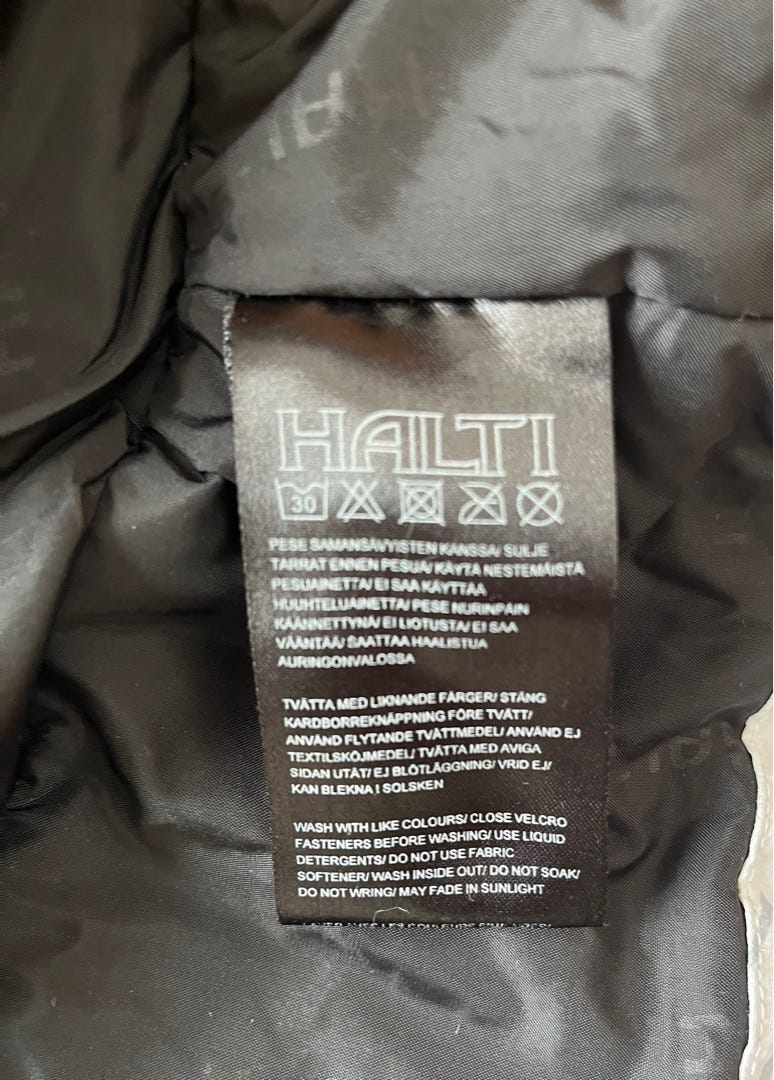 HALTI
30
PESE SAMANSÄVYISTEN KANSSA/ SULJE
TARRAT ENNEN PESUA/ KÄYTÄ NESTEMÄISTÄ
PESUAINETTA/ EI SAA KÄYTTÄÄ
HUUHTELUAINETTA/ PESE NURINPÄIN
KÄÄNNETTYNÄ/ EI LIOTUSTA/ EI SAA
VÄÄNTÄÄ/ SAATTAA HAALISTUA
AURINGONVALOSSA
TVÄTTA MED LIKNANDE FÄRGER/ STÄNG
KARDBORREKNÄPPNING FÖRE TVÄTT/
ANVÄND FLYTANDE TVÄTTMEDEL/ ANVÄND EJ
TEXTILSKÖJMEDEL/ TVÄTTA MED AVIGA
SIDAN UTÅT/ EJ BLÖTLÄGGNING/ VRID EJ/
KAN BLEKNA I SOLSKEN
WASH WITH LIKE COLOURS/ CLOSE VELCRO
FASTENERS BEFORE WASHING/ USE LIQUID
DETERGENTS/ DO NOT USE FABRIC
SOFTENER/ WASH INSIDE OUT/ DO NOT SOAK/
DO NOT WRING/ MAY FADE IN SUNLIGHT